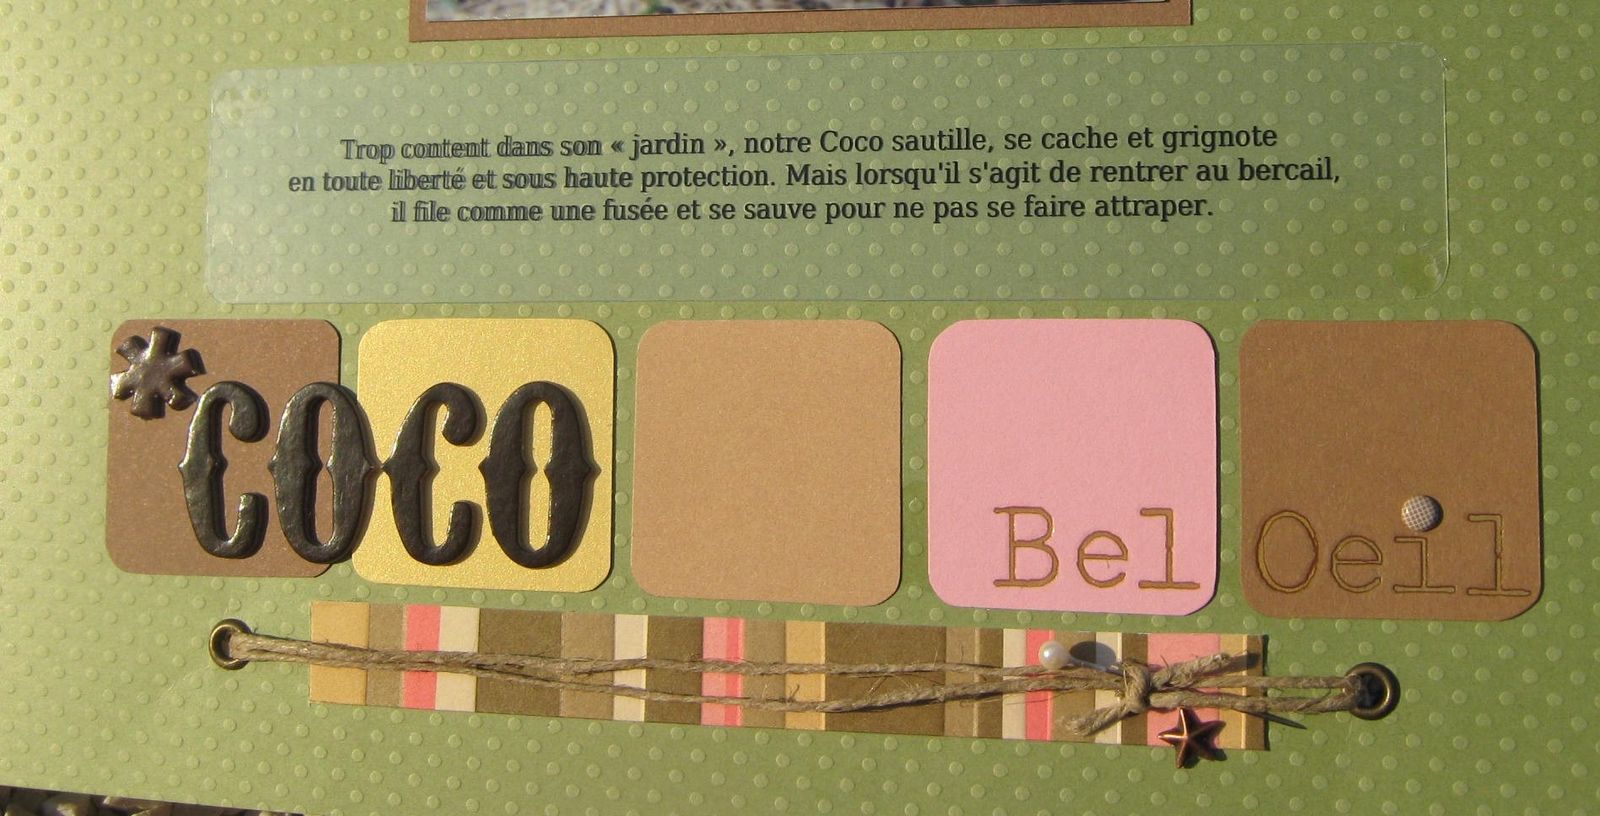 Trop content dans son « jardin », notre Coco sautille, se cache et grignote
en toute liberté et sous haute protection. Mais lorsqu'il s'agit de rentrer au bercail,
il file comme une fusée et se sauve pour ne pas se faire attraper.
*COCO Bel Oeil